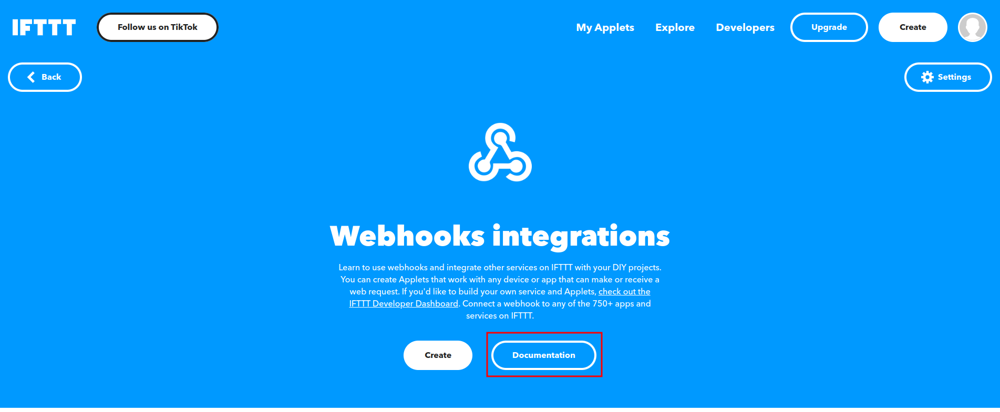 IFTTT
Follow us on TikTok
My Applets
Explore
Developers
Upgrade
Create
Back
Settings
Webhooks integrations
Learn to use webhooks and integrate other services on IFTTT with your DIY projects.
You can create Applets that work with any device or app that can make or receive a
web request. If you'd like to build your own service and Applets, check out the
IFTTT Developer Dashboard. Connect a webhook to any of the 750+ apps and
services on IFTTT.
Create
Documentation